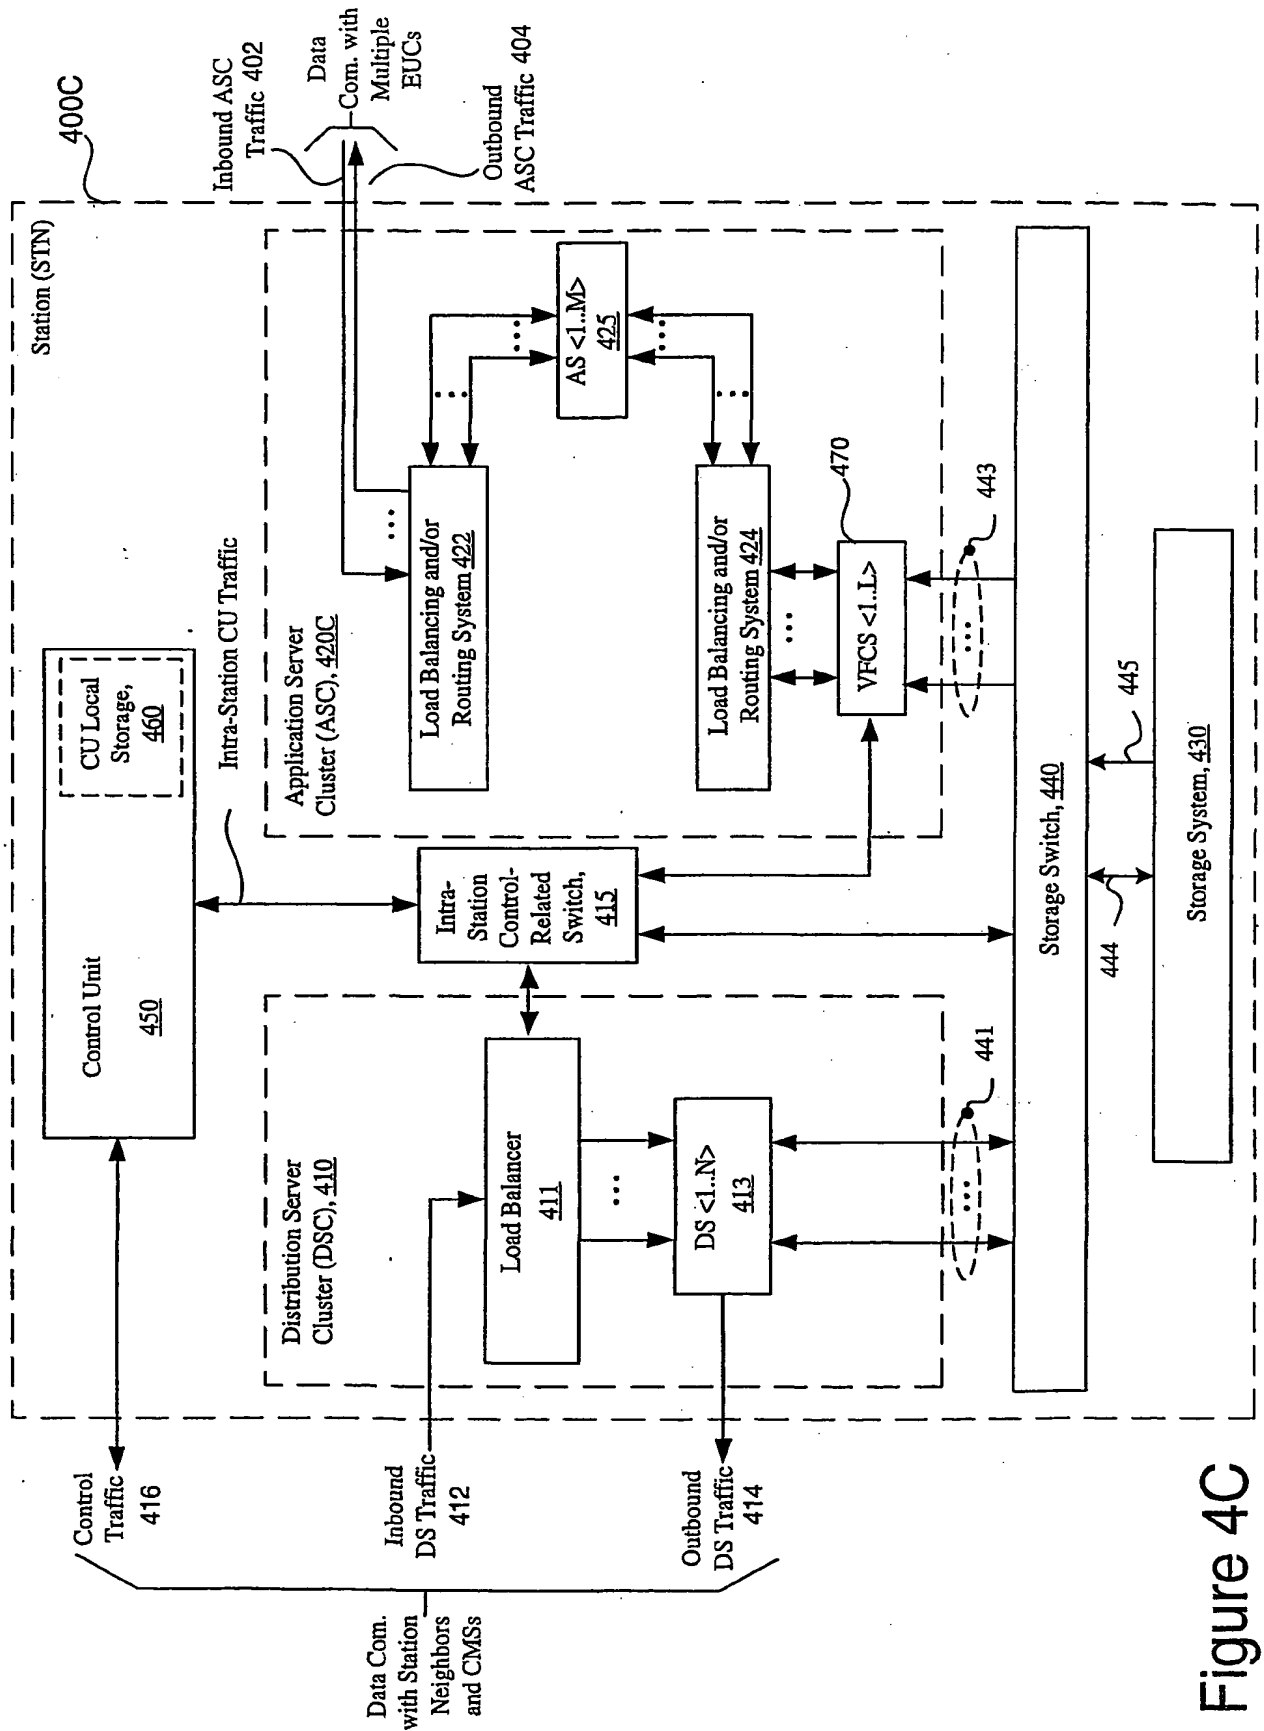 400C
Station (STN)
Control
Traffic
416
Control Unit
450
CU Local
Storage,
460
Intra-Station CU Traffic
Inbound ASC
Traffic 402
Data
Com. with
Multiple
EUCs
Outbound
ASC Traffic 404
Data Com.
with Station
Neighbors
and CMSs
Inbound
DS Traffic
412
Outbound
DS Traffic
414
Distribution Server
Cluster (DSC), 410
Load Balancer
411
...
DS <1..N>
413
Intra-
Station
Control-
Related
Switch,
415
Application Server
Cluster (ASC), 420C
...
Load Balancing and/or
Routing System 422
...
...
AS <1..M>
425
...
...
Load Balancing and/or
Routing System 424
...
470
VFCS <1..L>
...
441
...
443
Storage Switch, 440
444
445
Storage System, 430
Figure 4C